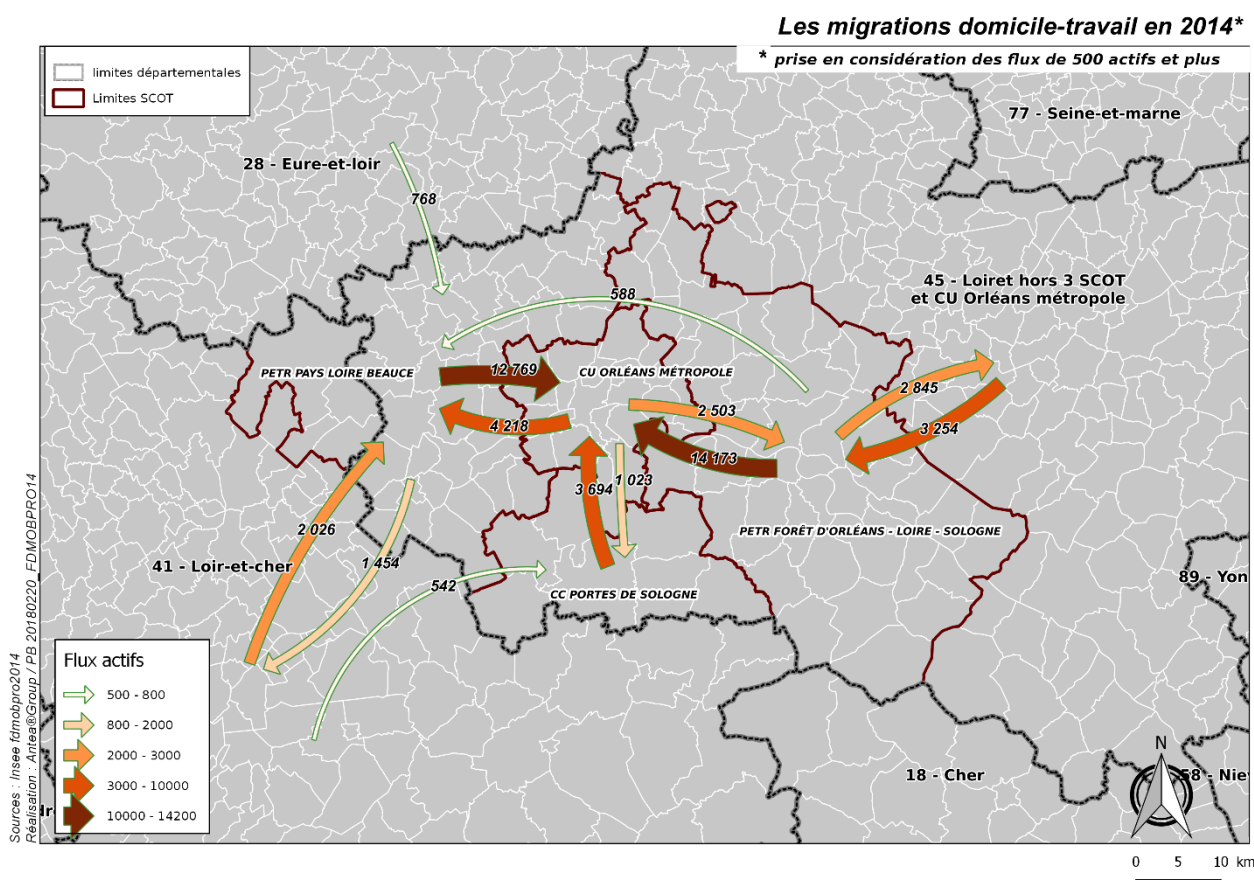 Les migrations domicile-travail en 2014*
* prise en considération des flux de 500 actifs et plus
limites départementales
Limites SCOT
77 - Seine-et-marne
28 - Eure-et-loir
768
45 - Loiret hors 3 SCOT
et CU Orléans métropole
588
PETR PAYS LOIRE BEAUCE
12 769
CU ORLÉANS MÉTROPOLE
2 845
2 503
4 218
3 254
14 173
1 023
3 694
2 026
PETR FORÊT D'ORLÉANS - LOIRE - SOLOGNE
41 - Loir-et-cher
1 454
542
89 - Yon
CC PORTES DE SOLOGNE
Flux actifs
500 - 800
800 - 2000
2000 - 3000
3000 - 10000
10000 - 14200
18 - Cher
N
58 - Niev
0 5 10 km
Sources : Insee fdmobpro2014
Réalisation : Antea®Group / PB 20180220_FDMOBPRO14